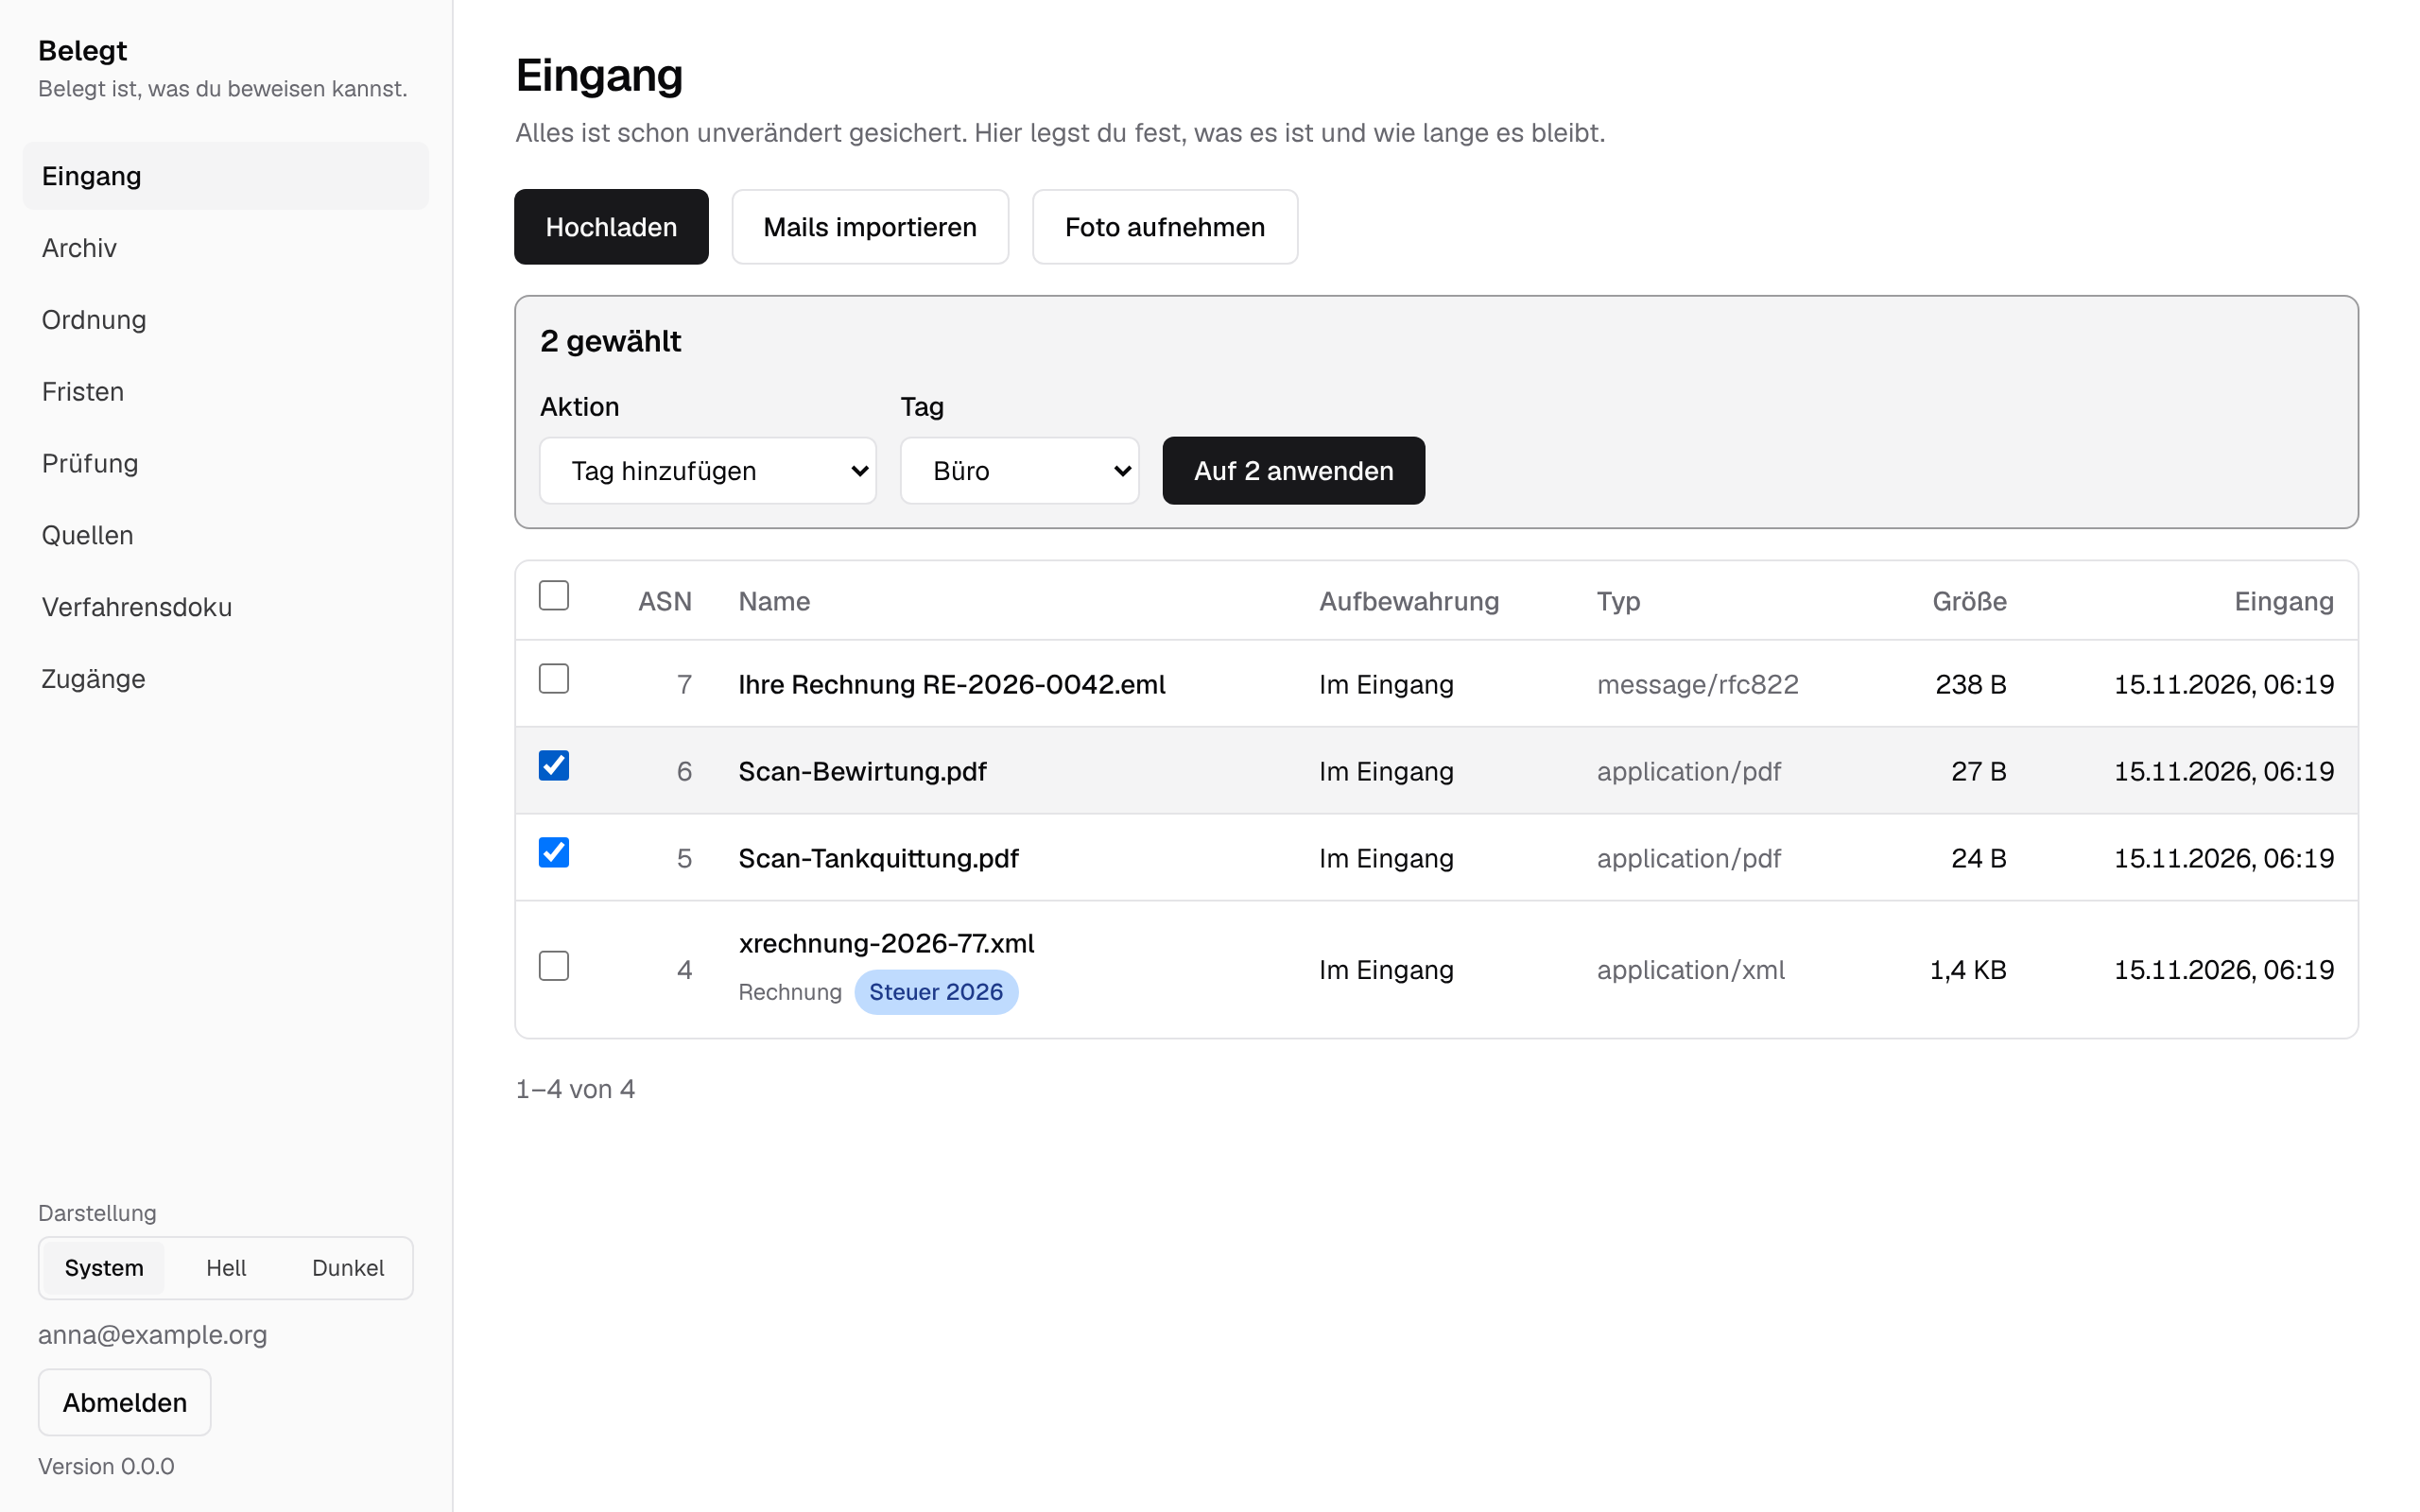 Belegt
Belegt ist, was du beweisen kannst.
Eingang
Archiv
Ordnung
Fristen
Prüfung
Quellen
Verfahrensdoku
Zugänge
Darstellung
System Hell Dunkel
anna@example.org
Abmelden
Version 0.0.0
Eingang
Alles ist schon unverändert gesichert. Hier legst du fest, was es ist und wie lange es bleibt.
Hochladen Mails importieren Foto aufnehmen
2 gewählt
Aktion Tag
Tag hinzufügen Büro Auf 2 anwenden
ASN Name Aufbewahrung Typ Größe Eingang
7 Ihre Rechnung RE-2026-0042.eml Im Eingang message/rfc822 238 B 15.11.2026, 06:19
6 Scan-Bewirtung.pdf Im Eingang application/pdf 27 B 15.11.2026, 06:19
5 Scan-Tankquittung.pdf Im Eingang application/pdf 24 B 15.11.2026, 06:19
4 xrechnung-2026-77.xml Im Eingang application/xml 1,4 KB 15.11.2026, 06:19
Rechnung Steuer 2026
1–4 von 4